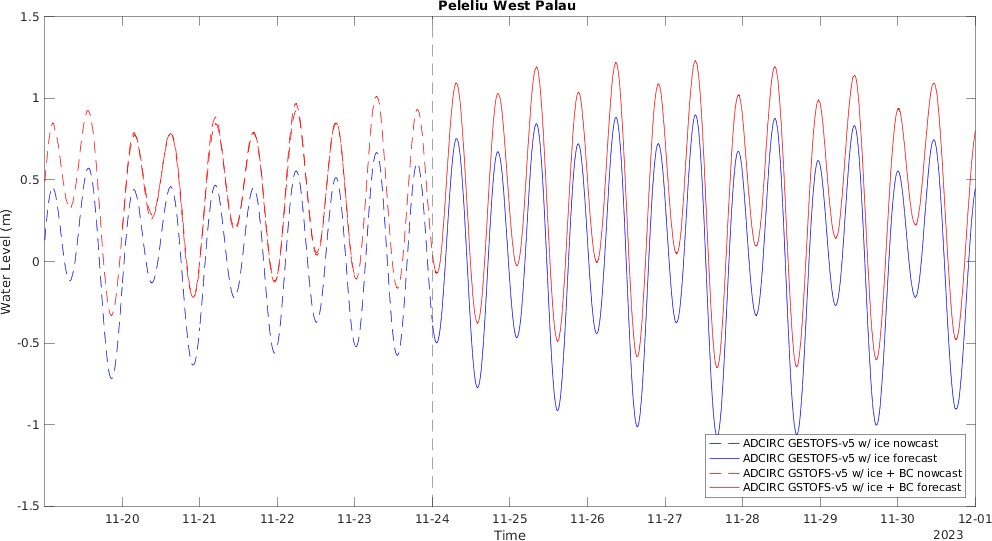 Peleliu West Palau
1.5
1
0.5
0
-0.5
-1
-1.5
Water Level (m)
11-20
11-21
11-22
11-23
11-24
11-25
11-26
11-27
11-28
11-29
11-30
12-01
Time
2023
ADCIRC GESTOFS-v5 w/ ice nowcast
ADCIRC GESTOFS-v5 w/ ice forecast
ADCIRC GSTOFS-v5 w/ ice + BC nowcast
ADCIRC GSTOFS-v5 w/ ice + BC forecast